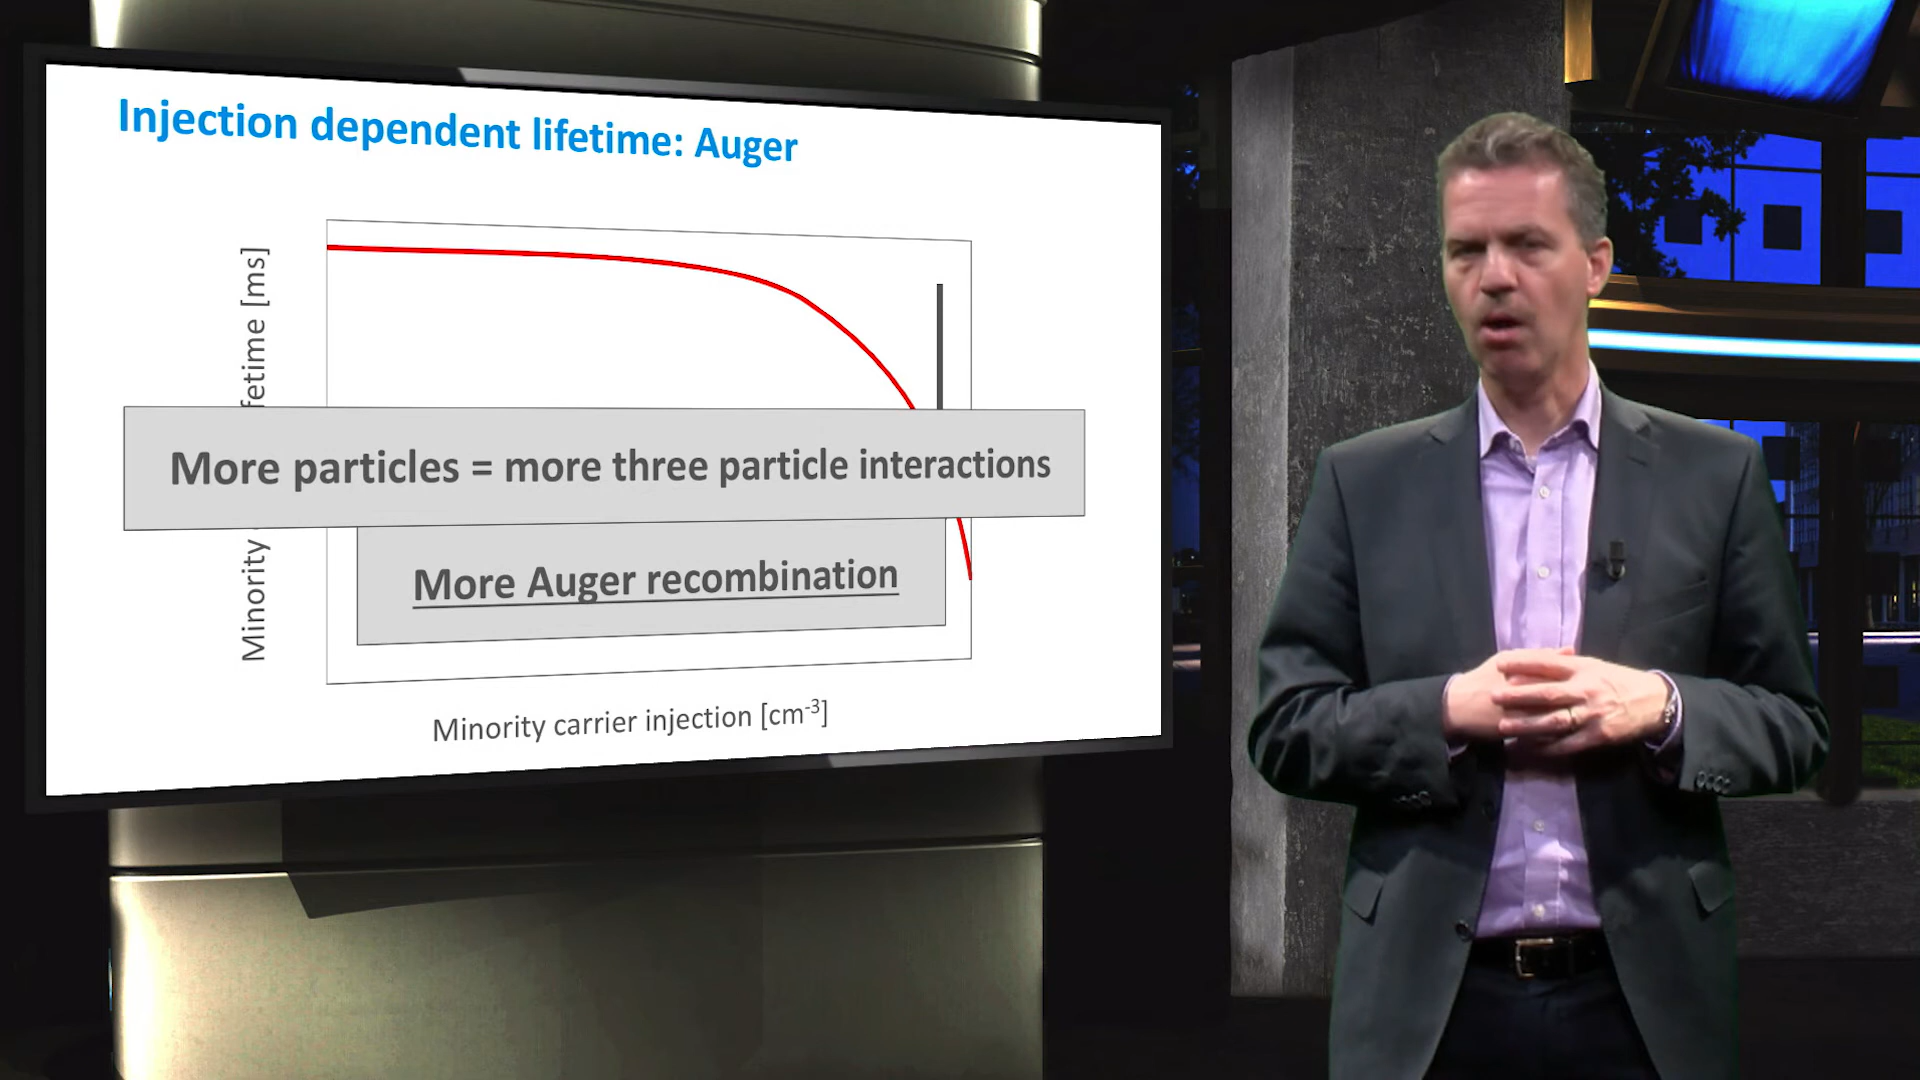 Injection dependent lifetime: Auger
Minority fetime [ms]
More particles = more three particle interactions
More Auger recombination
Minority carrier injection [cm⁻³]